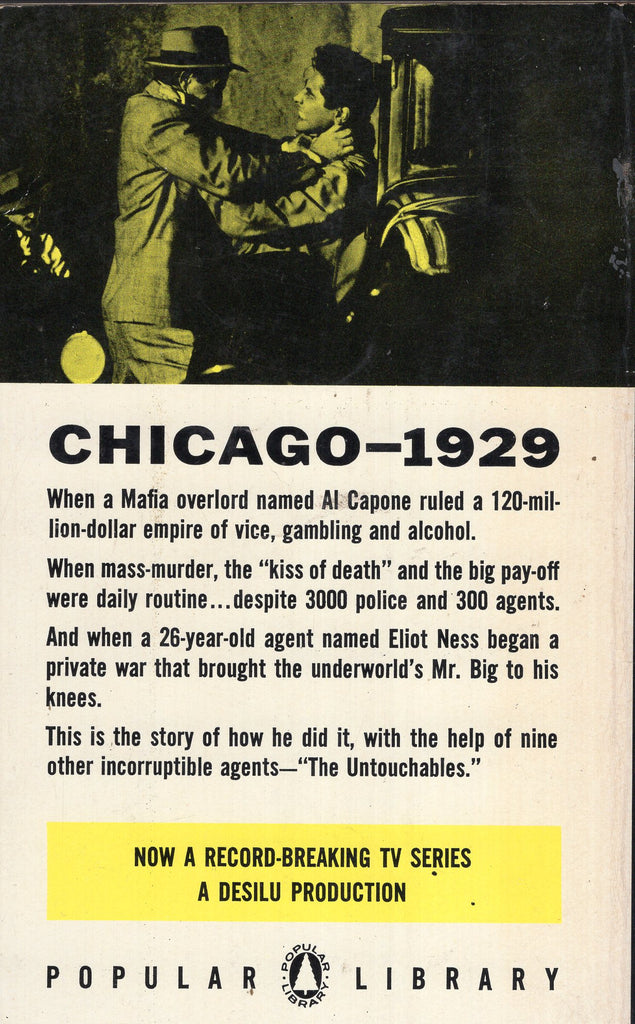 CHICAGO–1929
When a Mafia overlord named Al Capone ruled a 120-mil-
lion-dollar empire of vice, gambling and alcohol.
When mass-murder, the “kiss of death” and the big pay-off
were daily routine...despite 3000 police and 300 agents.
And when a 26-year-old agent named Eliot Ness began a
private war that brought the underworld’s Mr. Big to his
knees.
This is the story of how he did it, with the help of nine
other incorruptible agents—“The Untouchables.”
NOW A RECORD-BREAKING TV SERIES
A DESILU PRODUCTION
POPULAR POPULAR LIBRARY LIBRARY